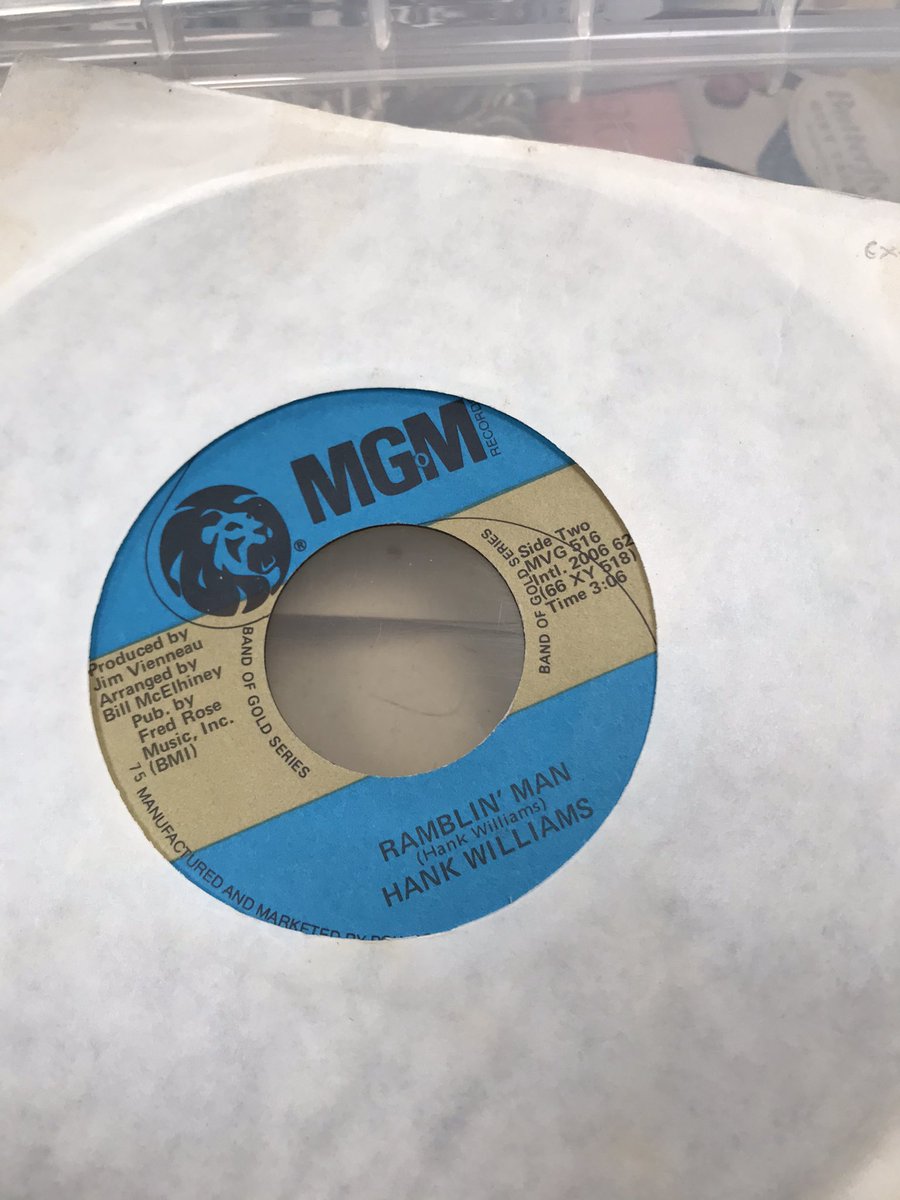 MGM
RECORDS
®
BAND OF GOLD SERIES
Side Two
MVG 516
Intl. 2006 62
(66 XY 618)
Time 3:06
BAND OF GOLD SERIES
Produced by
Jim Vienneau
Arranged by
Bill McElhiney
Pub. by
Fred Rose
Music, Inc.
(BMI)
RAMBLIN' MAN
(Hank Williams)
HANK WILLIAMS
75 MANUFACTURED AND MARKETED BY